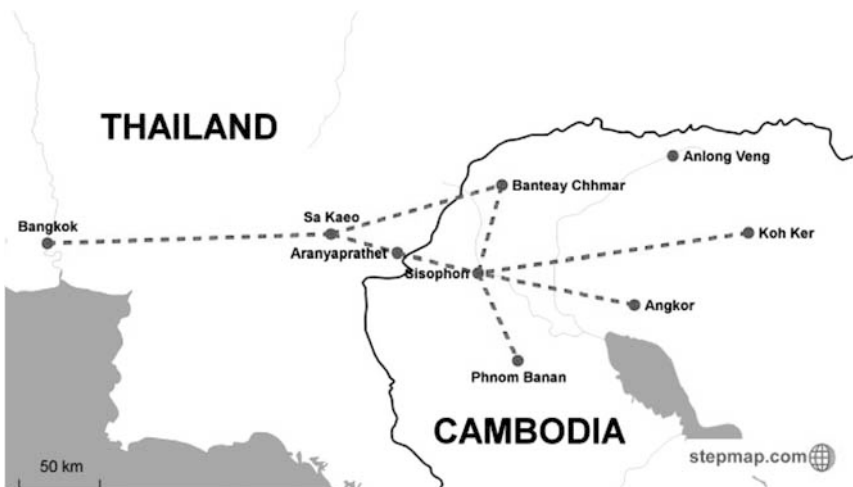 THAILAND
Anlong Veng
Banteay Chhmar
Sa Kaeo
Bangkok
Koh Ker
Aranyaprathet
Sisophon
Angkor
Phnom Banan
CAMBODIA
stepmap.com
50 km